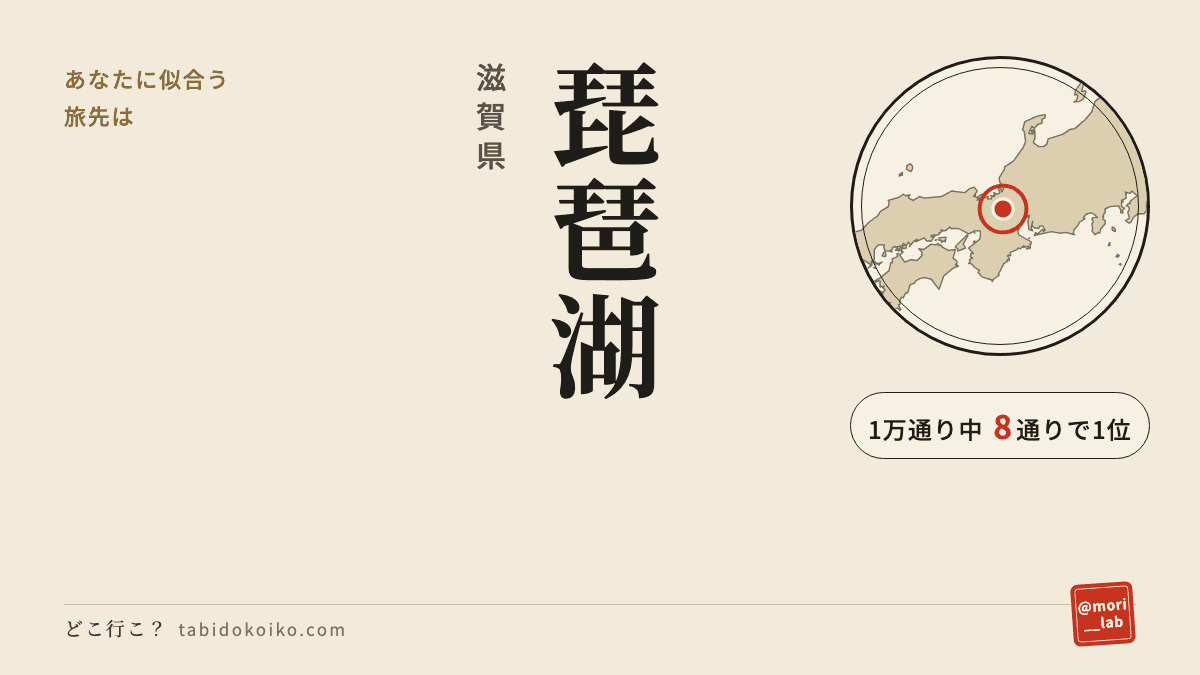 あなたに似合う
旅先は
琵琶湖
滋賀県
1万通り中 8通りで1位
どこ行こ？ tabidokoiko.com
@mori
__lab